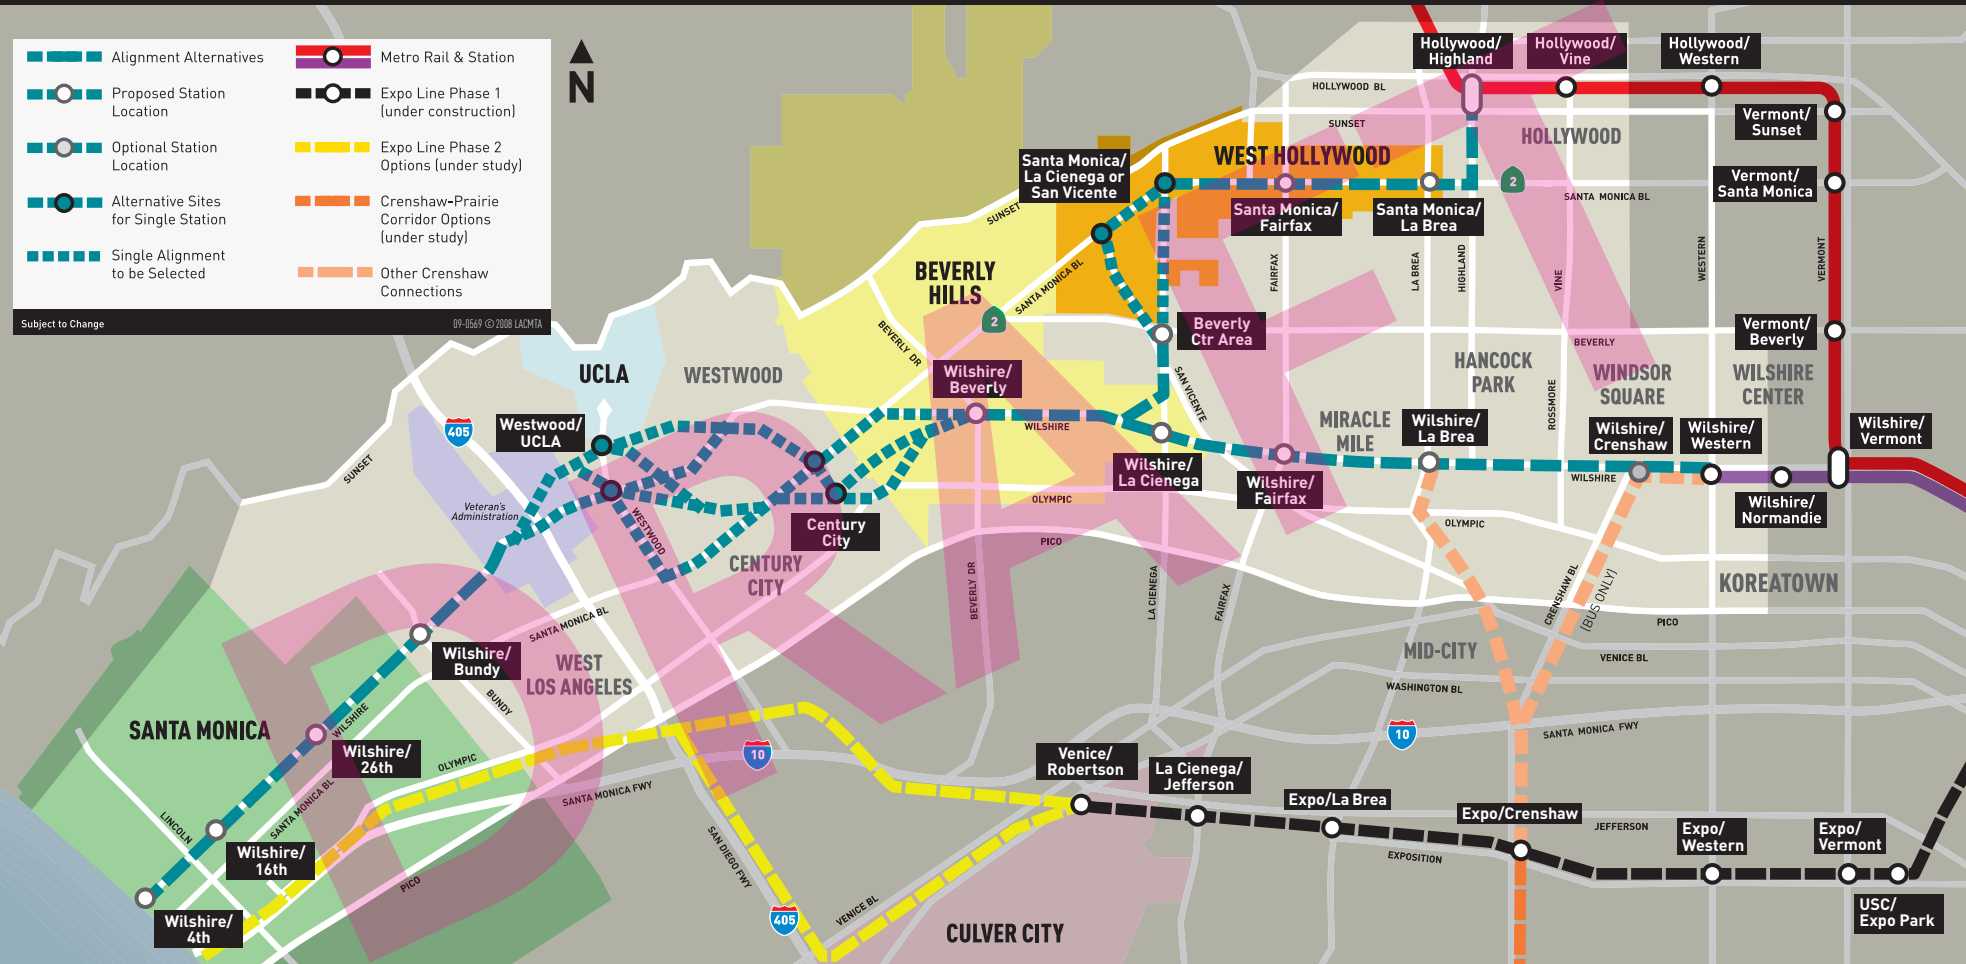 Alignment Alternatives
Proposed Station
Location
Optional Station
Location
Alternative Sites
for Single Station
Single Alignment
to be Selected
Metro Rail & Station
Expo Line Phase 1
(under construction)
Expo Line Phase 2
Options (under study)
Crenshaw-Prairie
Corridor Options
(under study)
Other Crenshaw
Connections
Subject to Change
09-0569 © 2008 LACMTA
N
DRAFT
Hollywood/
Highland
Hollywood/
Vine
Hollywood/
Western
HOLLYWOOD BL
SUNSET
HOLLYWOOD
Vermont/
Sunset
Santa Monica/
La Cienega or
San Vicente
WEST HOLLYWOOD
2
Vermont/
Santa Monica
SANTA MONICA BL
Santa Monica/
Fairfax
Santa Monica/
La Brea
SUNSET
BEVERLY
HILLS
SANTA MONICA BL
FAIRFAX
LA BREA
HIGHLAND
VINE
WESTERN
VERMONT
2
Beverly
Ctr Area
Vermont/
Beverly
BEVERLY
BEVERLY DR
UCLA
WESTWOOD
Wilshire/
Beverly
SAN VICENTE
HANCOCK
PARK
WINDSOR
SQUARE
WILSHIRE
CENTER
ROSSMORE
405
Westwood/
UCLA
WILSHIRE
MIRACLE
MILE
Wilshire/
La Brea
Wilshire/
Crenshaw
Wilshire/
Western
Wilshire/
Vermont
SUNSET
Wilshire/
La Cienega
Wilshire/
Fairfax
WILSHIRE
Wilshire/
Normandie
Veteran's
Administration
WESTWOOD
Century
City
OLYMPIC
OLYMPIC
PICO
CENTURY
CITY
BEVERLY DR
LA CIENEGA
FAIRFAX
CRENSHAW BL
(BUS ONLY)
KOREATOWN
PICO
SANTA MONICA BL
Wilshire/
Bundy
WEST
LOS ANGELES
MID-CITY
VENICE BL
BUNDY
WASHINGTON BL
SANTA MONICA
WILSHIRE
10
SANTA MONICA FWY
Wilshire/
26th
OLYMPIC
10
Venice/
Robertson
La Cienega/
Jefferson
SANTA MONICA FWY
SANTA MONICA BL
Expo/La Brea
Expo/Crenshaw
LINCOLN
JEFFERSON
Expo/
Western
Expo/
Vermont
Wilshire/
16th
SAN DIEGO FWY
EXPOSITION
PICO
405
VENICE BL
Wilshire/
4th
CULVER CITY
USC/
Expo Park